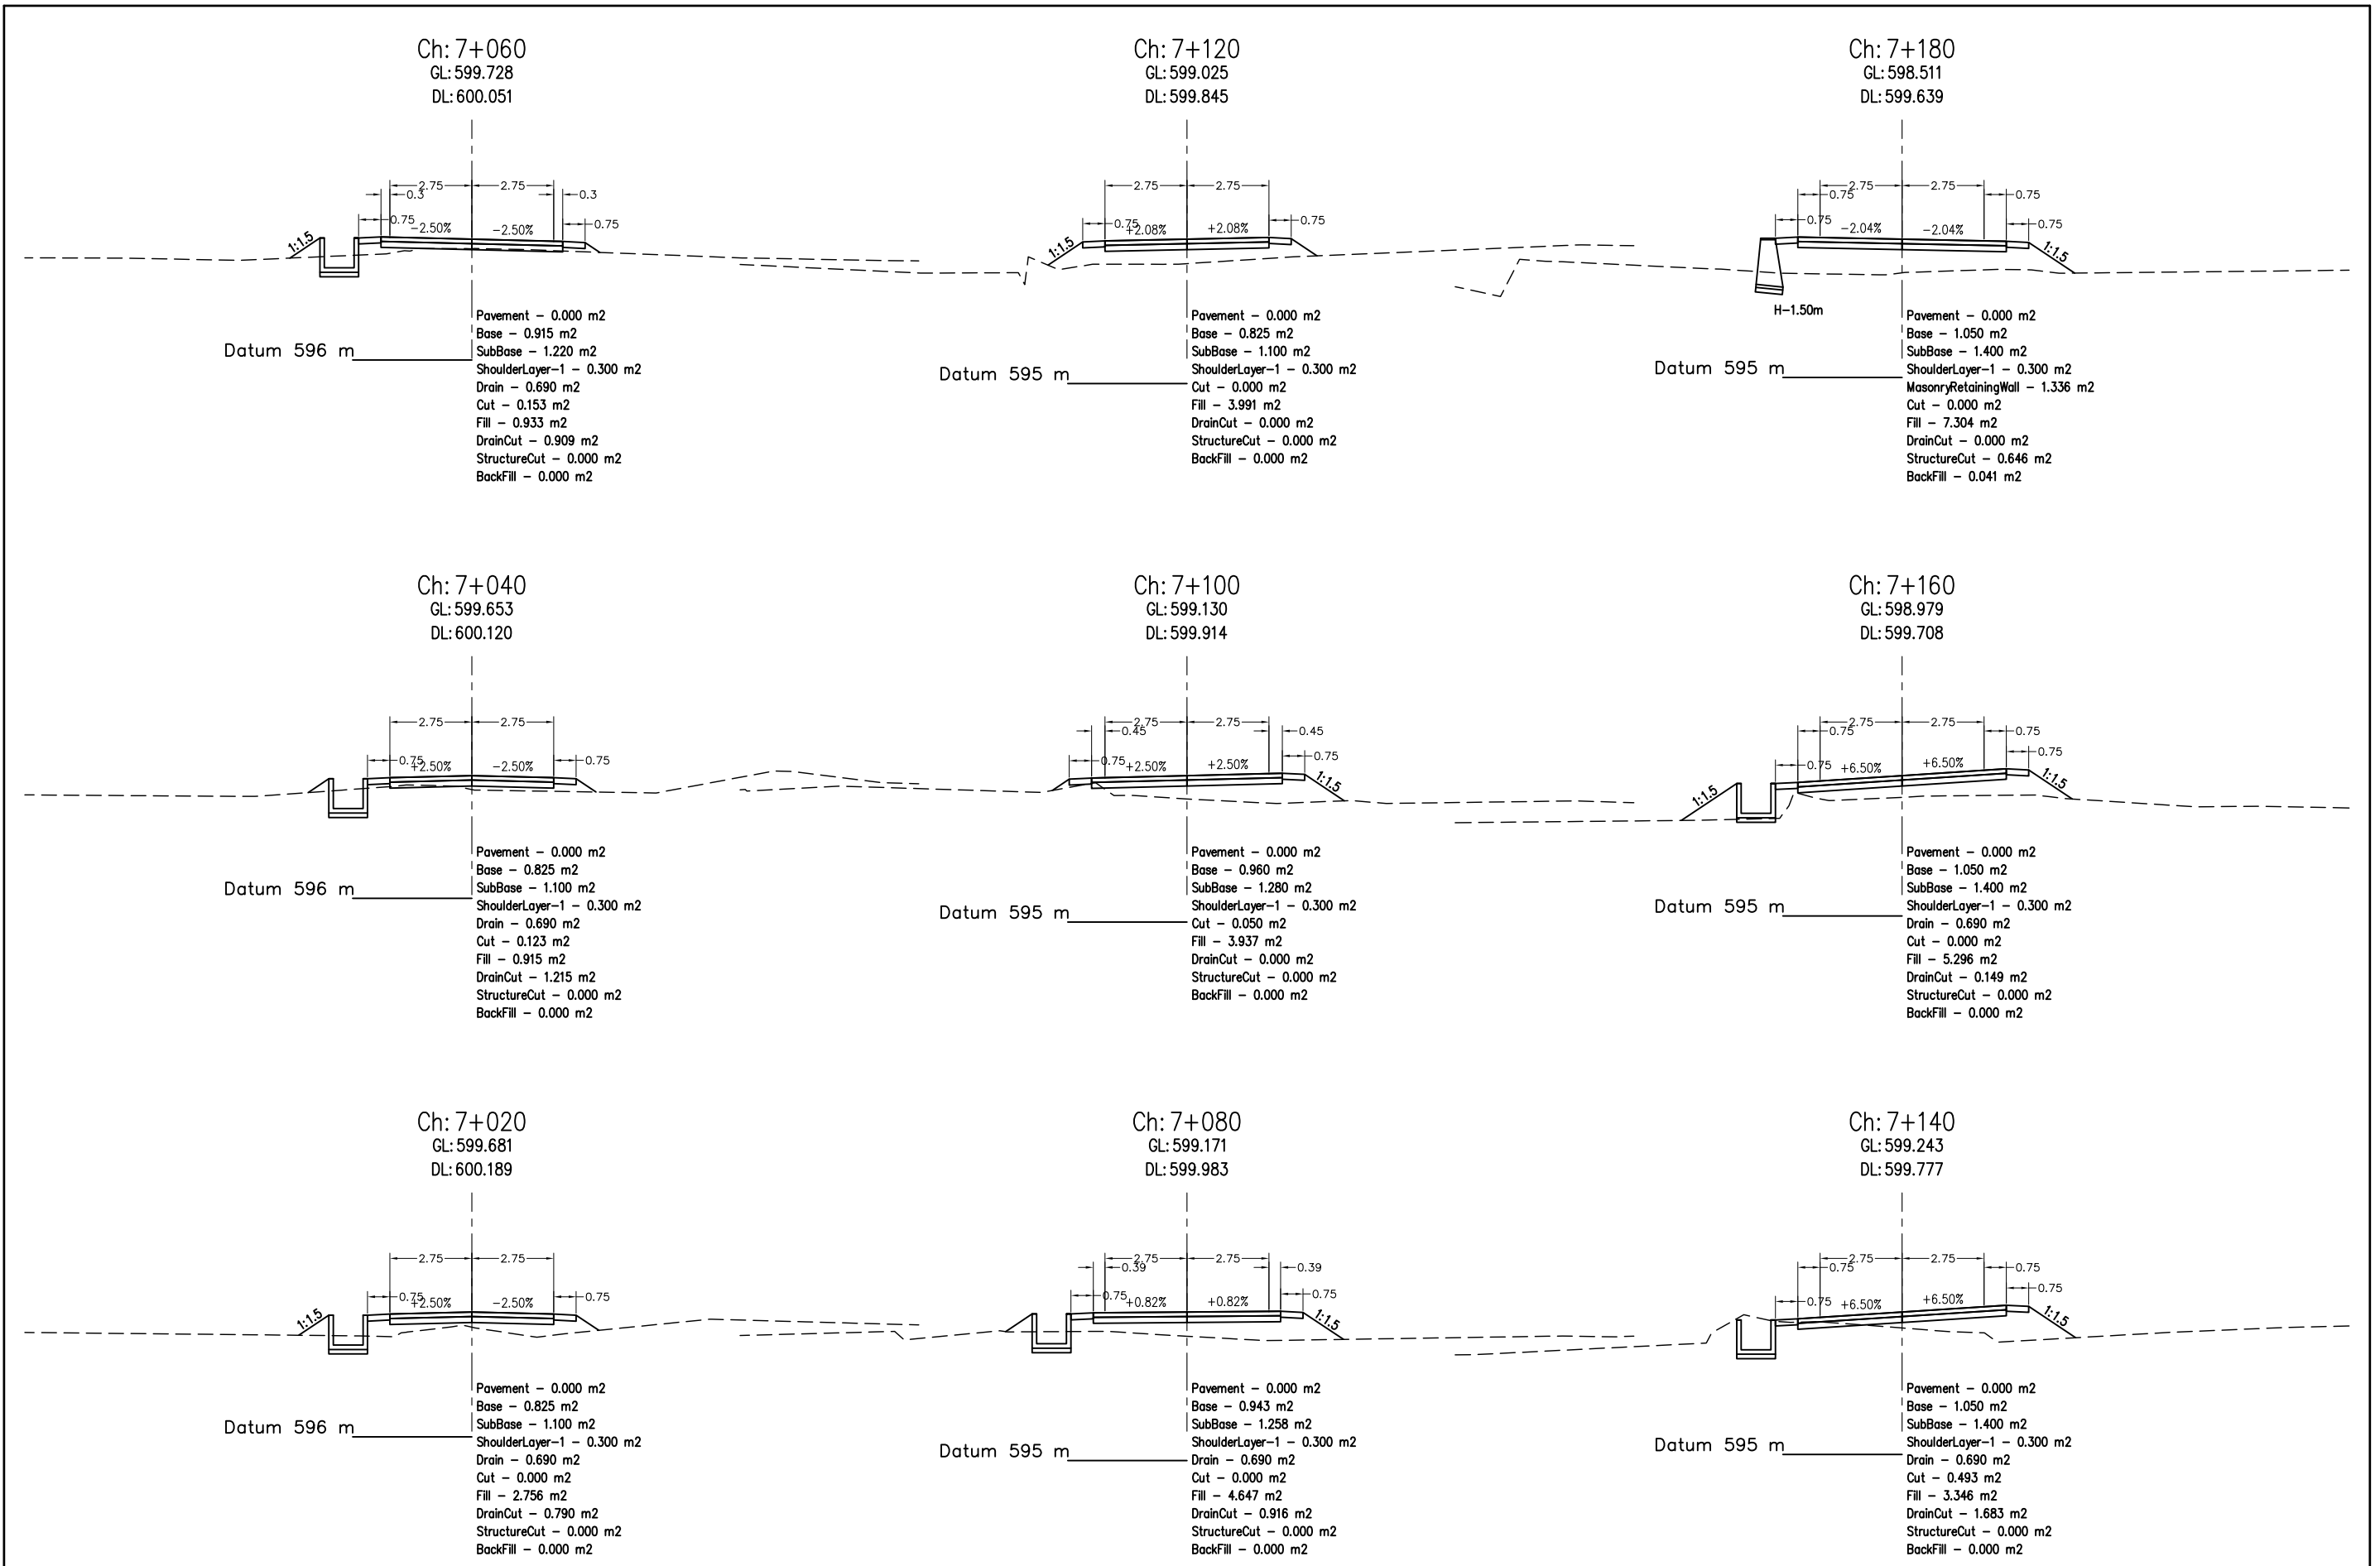 Ch: 7+060
GL: 599.728
DL: 600.051
2.75
2.75
0.3
0.3
0.75
0.75
-2.50%
-2.50%
1:1.5
Datum 596 m
Pavement - 0.000 m2
Base - 0.915 m2
SubBase - 1.220 m2
ShoulderLayer-1 - 0.300 m2
Drain - 0.690 m2
Cut - 0.153 m2
Fill - 0.933 m2
DrainCut - 0.909 m2
StructureCut - 0.000 m2
BackFill - 0.000 m2
Ch: 7+120
GL: 599.025
DL: 599.845
2.75
2.75
0.75
0.75
+2.08%
+2.08%
1:1.5
Datum 595 m
Pavement - 0.000 m2
Base - 0.825 m2
SubBase - 1.100 m2
ShoulderLayer-1 - 0.300 m2
Cut - 0.000 m2
Fill - 3.991 m2
DrainCut - 0.000 m2
StructureCut - 0.000 m2
BackFill - 0.000 m2
Ch: 7+180
GL: 598.511
DL: 599.639
2.75
2.75
0.75
0.75
0.75
0.75
-2.04%
-2.04%
1:1.5
H-1.50m
Datum 595 m
Pavement - 0.000 m2
Base - 1.050 m2
SubBase - 1.400 m2
ShoulderLayer-1 - 0.300 m2
MasonryRetainingWall - 1.336 m2
Cut - 0.000 m2
Fill - 7.304 m2
DrainCut - 0.000 m2
StructureCut - 0.646 m2
BackFill - 0.041 m2
Ch: 7+040
GL: 599.653
DL: 600.120
2.75
2.75
0.75
0.75
+2.50%
-2.50%
Datum 596 m
Pavement - 0.000 m2
Base - 0.825 m2
SubBase - 1.100 m2
ShoulderLayer-1 - 0.300 m2
Drain - 0.690 m2
Cut - 0.123 m2
Fill - 0.915 m2
DrainCut - 1.215 m2
StructureCut - 0.000 m2
BackFill - 0.000 m2
Ch: 7+100
GL: 599.130
DL: 599.914
2.75
2.75
0.45
0.45
0.75
0.75
+2.50%
+2.50%
1:1.5
Datum 595 m
Pavement - 0.000 m2
Base - 0.960 m2
SubBase - 1.280 m2
ShoulderLayer-1 - 0.300 m2
Cut - 0.050 m2
Fill - 3.937 m2
DrainCut - 0.000 m2
StructureCut - 0.000 m2
BackFill - 0.000 m2
Ch: 7+160
GL: 598.979
DL: 599.708
2.75
2.75
0.75
0.75
0.75
0.75
+6.50%
+6.50%
1:1.5
1:1.5
Datum 595 m
Pavement - 0.000 m2
Base - 1.050 m2
SubBase - 1.400 m2
ShoulderLayer-1 - 0.300 m2
Drain - 0.690 m2
Cut - 0.000 m2
Fill - 5.296 m2
DrainCut - 0.149 m2
StructureCut - 0.000 m2
BackFill - 0.000 m2
Ch: 7+020
GL: 599.681
DL: 600.189
2.75
2.75
0.75
0.75
+2.50%
-2.50%
1:1.5
Datum 596 m
Pavement - 0.000 m2
Base - 0.825 m2
SubBase - 1.100 m2
ShoulderLayer-1 - 0.300 m2
Drain - 0.690 m2
Cut - 0.000 m2
Fill - 2.756 m2
DrainCut - 0.790 m2
StructureCut - 0.000 m2
BackFill - 0.000 m2
Ch: 7+080
GL: 599.171
DL: 599.983
2.75
2.75
0.39
0.39
0.75
0.75
+0.82%
+0.82%
1:1.5
Datum 595 m
Pavement - 0.000 m2
Base - 0.943 m2
SubBase - 1.258 m2
ShoulderLayer-1 - 0.300 m2
Drain - 0.690 m2
Cut - 0.000 m2
Fill - 4.647 m2
DrainCut - 0.916 m2
StructureCut - 0.000 m2
BackFill - 0.000 m2
Ch: 7+140
GL: 599.243
DL: 599.777
2.75
2.75
0.75
0.75
0.75
0.75
+6.50%
+6.50%
1:1.5
Datum 595 m
Pavement - 0.000 m2
Base - 1.050 m2
SubBase - 1.400 m2
ShoulderLayer-1 - 0.300 m2
Drain - 0.690 m2
Cut - 0.493 m2
Fill - 3.346 m2
DrainCut - 1.683 m2
StructureCut - 0.000 m2
BackFill - 0.000 m2